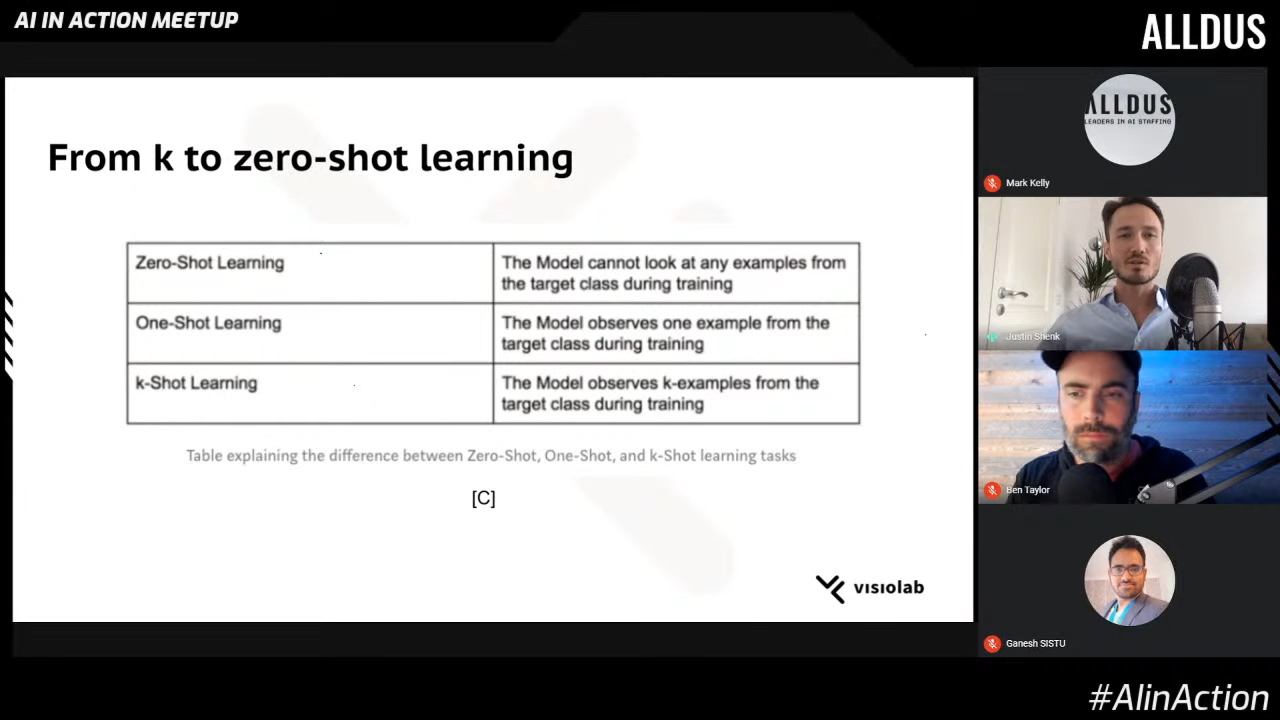 AI IN ACTION MEETUP
ALLDUS
From k to zero-shot learning
Zero-Shot Learning
The Model cannot look at any examples from
the target class during training
One-Shot Learning
The Model observes one example from the
target class during training
k-Shot Learning
The Model observes k-examples from the
target class during training
Table explaining the difference between Zero-Shot, One-Shot, and k-Shot learning tasks
[C]
visiolab
ALLDUS
LEADERS IN AI STAFFING
Mark Kelly
Justin Shenk
Ben Taylor
Ganesh SISTU
#AIinAction